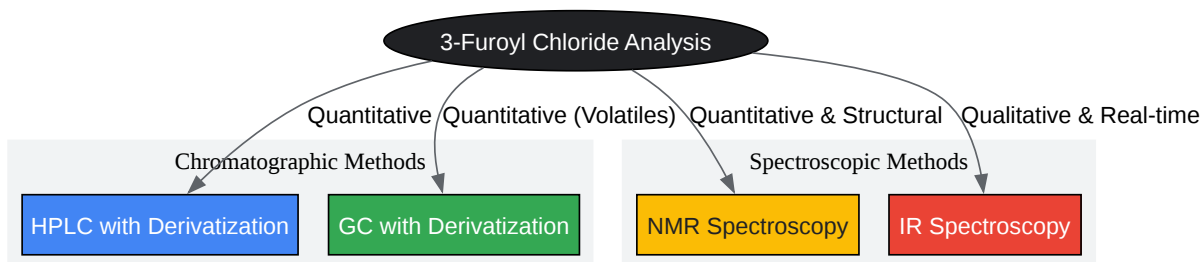 3-Furoyl Chloride Analysis
Quantitative
Quantitative (Volatiles)
Quantitative & Structural
Qualitative & Real-time
Chromatographic Methods
Spectroscopic Methods
HPLC with Derivatization
GC with Derivatization
NMR Spectroscopy
IR Spectroscopy